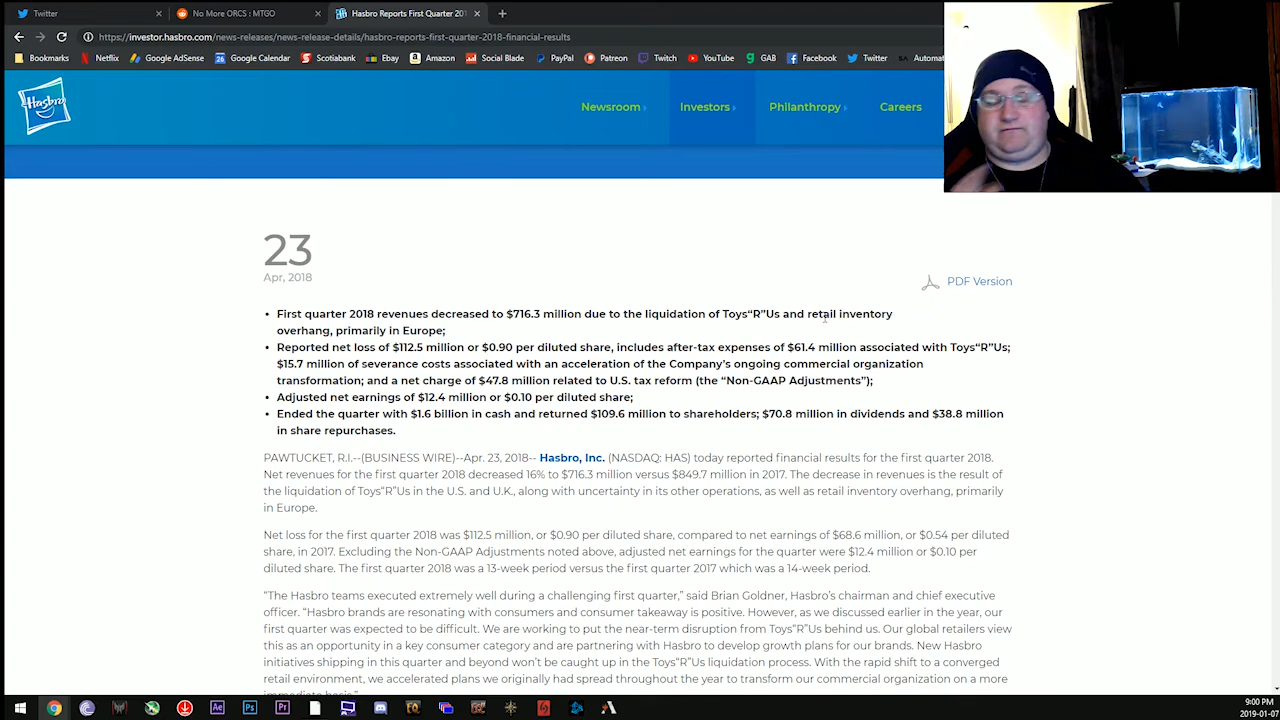 Twitter
No More ORCS : MTGO
Hasbro Reports First Quarter 201
https://investor.hasbro.com/news-release/news-release-details/hasbro-reports-first-quarter-2018-financial-results
Bookmarks Netflix Google AdSense Google Calendar Scotiabank Ebay Amazon Social Blade PayPal Patreon Twitch YouTube GAB Facebook Twitter Automat
Hasbro
Newsroom Investors Philanthropy Careers
23
Apr, 2018
PDF Version
• First quarter 2018 revenues decreased to $716.3 million due to the liquidation of Toys“R”Us and retail inventory
overhang, primarily in Europe;
• Reported net loss of $112.5 million or $0.90 per diluted share, includes after-tax expenses of $61.4 million associated with Toys“R”Us;
$15.7 million of severance costs associated with an acceleration of the Company’s ongoing commercial organization
transformation; and a net charge of $47.8 million related to U.S. tax reform (the “Non-GAAP Adjustments”);
• Adjusted net earnings of $12.4 million or $0.10 per diluted share;
• Ended the quarter with $1.6 billion in cash and returned $109.6 million to shareholders; $70.8 million in dividends and $38.8 million
in share repurchases.
PAWTUCKET, R.I.--(BUSINESS WIRE)--Apr. 23, 2018-- Hasbro, Inc. (NASDAQ: HAS) today reported financial results for the first quarter 2018.
Net revenues for the first quarter 2018 decreased 16% to $716.3 million versus $849.7 million in 2017. The decrease in revenues is the result of
the liquidation of Toys“R”Us in the U.S. and U.K., along with uncertainty in its other operations, as well as retail inventory overhang, primarily
in Europe.
Net loss for the first quarter 2018 was $112.5 million, or $0.90 per diluted share, compared to net earnings of $68.6 million, or $0.54 per diluted
share, in 2017. Excluding the Non-GAAP Adjustments noted above, adjusted net earnings for the quarter were $12.4 million or $0.10 per
diluted share. The first quarter 2018 was a 13-week period versus the first quarter 2017 which was a 14-week period.
“The Hasbro teams executed extremely well during a challenging first quarter,” said Brian Goldner, Hasbro’s chairman and chief executive
officer. “Hasbro brands are resonating with consumers and consumer takeaway is positive. However, as we discussed earlier in the year, our
first quarter was expected to be difficult. We are working to put the near-term disruption from Toys“R”Us behind us. Our global retailers view
this as an opportunity in a key consumer category and are partnering with Hasbro to develop growth plans for our brands. New Hasbro
initiatives shipping in this quarter and beyond won’t be caught up in the Toys“R”Us liquidation process. With the rapid shift to a converged
retail environment, we accelerated plans we originally had spread throughout the year to transform our commercial organization on a more
immediate basis.”
9:00 PM
2019-01-07